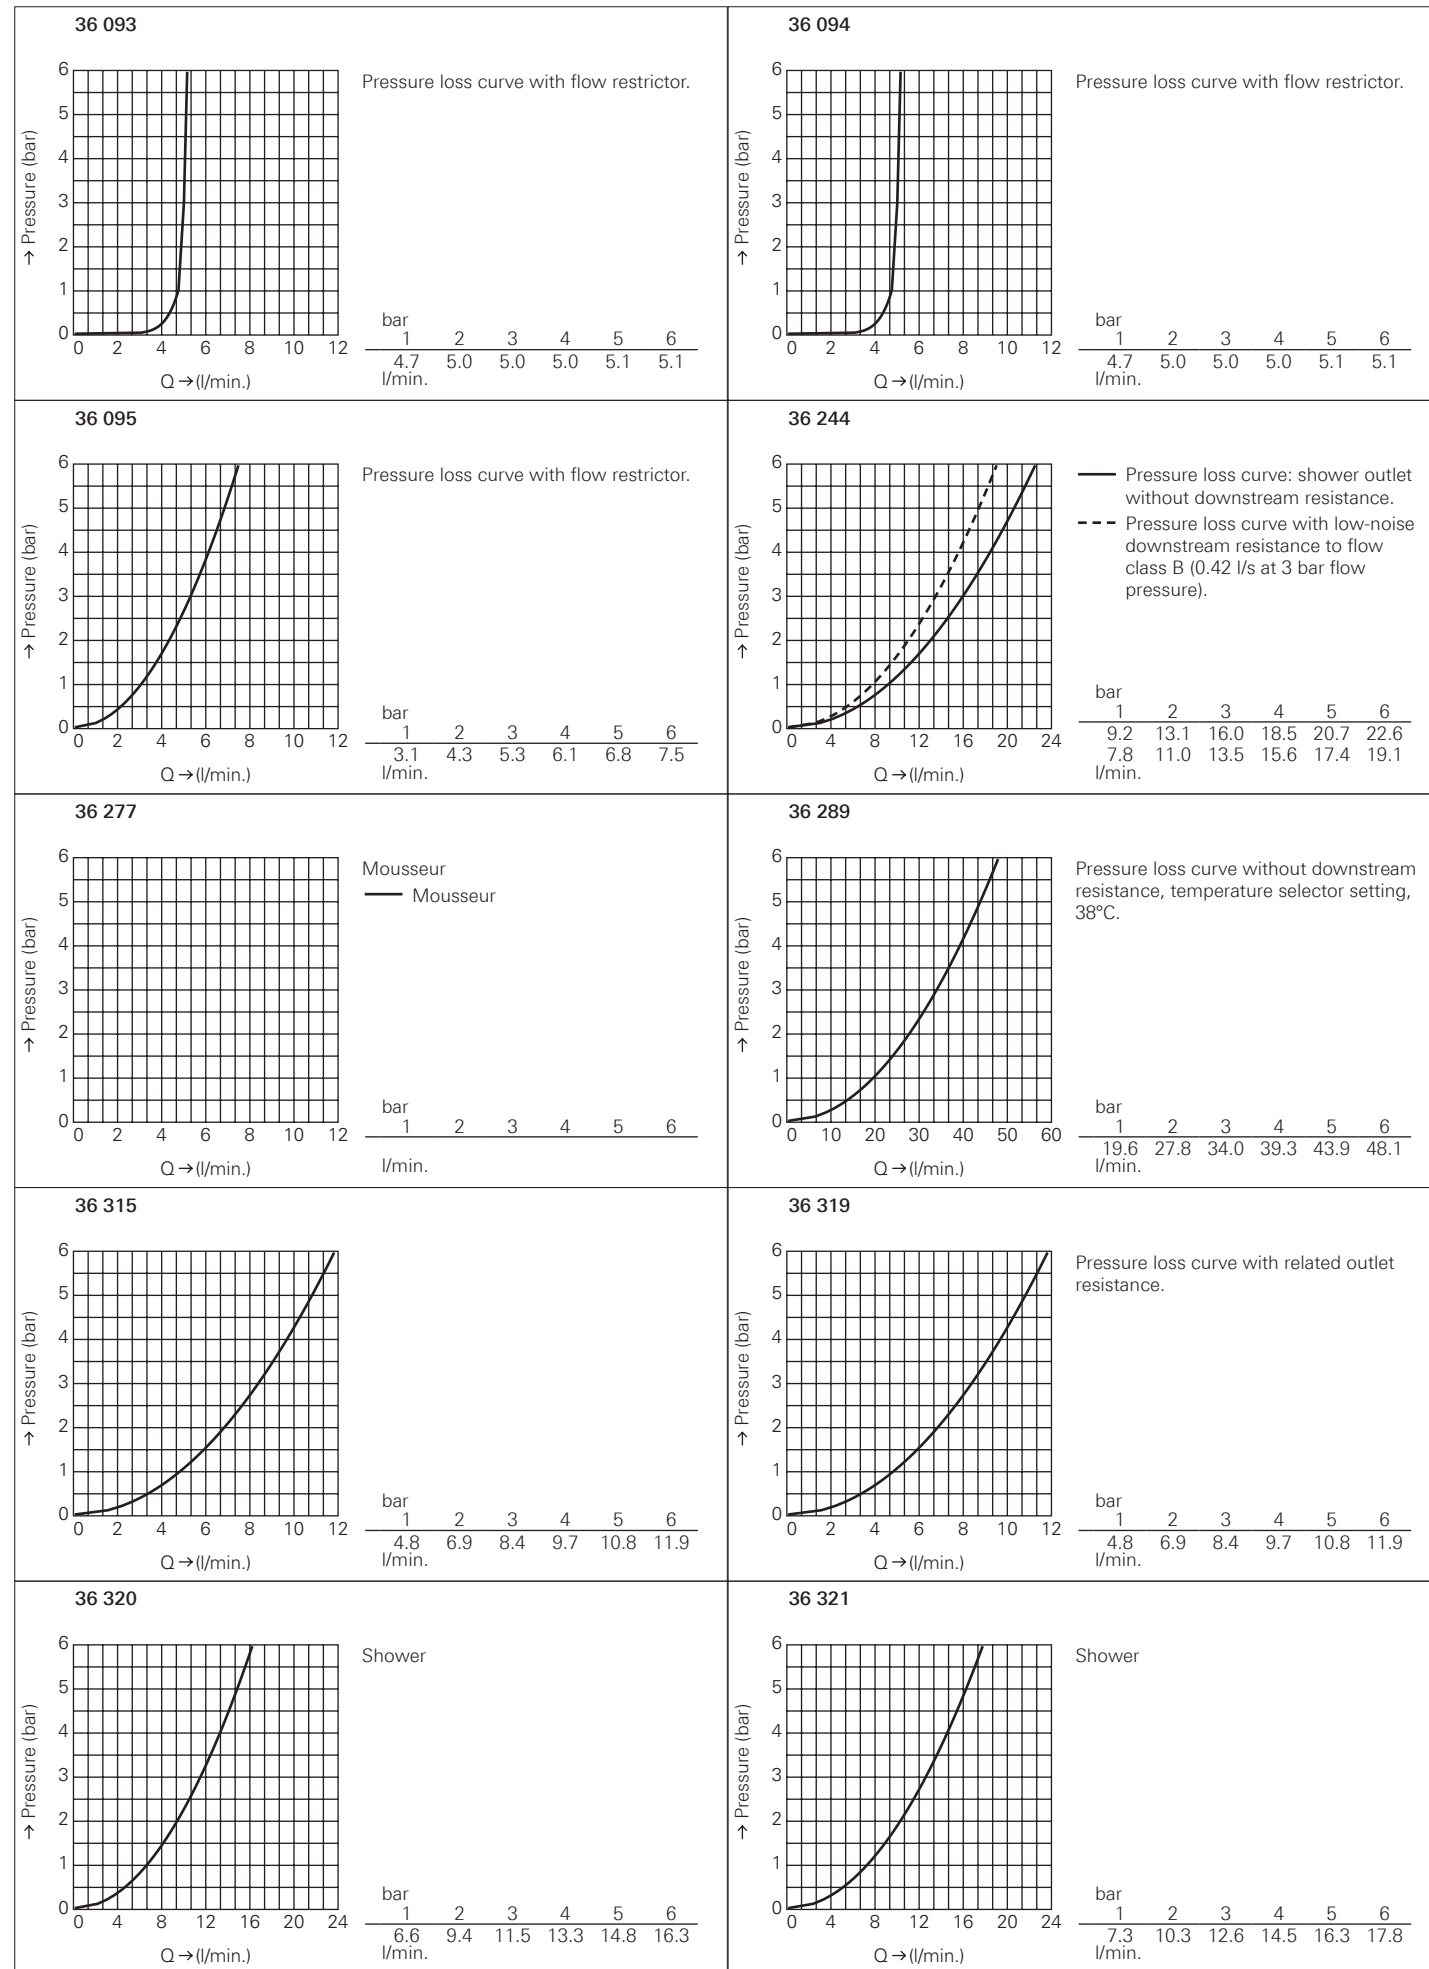 36 093
→ Pressure (bar)
6
5
4
3
2
1
0
0 2 4 6 8 10 12
Q → (l/min.)
Pressure loss curve with flow restrictor.
bar
1 2 3 4 5 6
4.7 5.0 5.0 5.0 5.1 5.1
l/min.
36 094
→ Pressure (bar)
6
5
4
3
2
1
0
0 2 4 6 8 10 12
Q → (l/min.)
Pressure loss curve with flow restrictor.
bar
1 2 3 4 5 6
4.7 5.0 5.0 5.0 5.1 5.1
l/min.
36 095
→ Pressure (bar)
6
5
4
3
2
1
0
0 2 4 6 8 10 12
Q → (l/min.)
Pressure loss curve with flow restrictor.
bar
1 2 3 4 5 6
3.1 4.3 5.3 6.1 6.8 7.5
l/min.
36 244
→ Pressure (bar)
6
5
4
3
2
1
0
0 4 8 12 16 20 24
Q → (l/min.)
Pressure loss curve: shower outlet
without downstream resistance.
Pressure loss curve with low-noise
downstream resistance to flow
class B (0.42 l/s at 3 bar flow
pressure).
bar
1 2 3 4 5 6
9.2 13.1 16.0 18.5 20.7 22.6
7.8 11.0 13.5 15.6 17.4 19.1
l/min.
36 277
→ Pressure (bar)
6
5
4
3
2
1
0
0 2 4 6 8 10 12
Q → (l/min.)
Mousseur
Mousseur
bar
1 2 3 4 5 6
l/min.
36 289
→ Pressure (bar)
6
5
4
3
2
1
0
0 10 20 30 40 50 60
Q → (l/min.)
Pressure loss curve without downstream
resistance, temperature selector setting,
38°C.
bar
1 2 3 4 5 6
19.6 27.8 34.0 39.3 43.9 48.1
l/min.
36 315
→ Pressure (bar)
6
5
4
3
2
1
0
0 2 4 6 8 10 12
Q → (l/min.)
bar
1 2 3 4 5 6
4.8 6.9 8.4 9.7 10.8 11.9
l/min.
36 319
→ Pressure (bar)
6
5
4
3
2
1
0
0 2 4 6 8 10 12
Q → (l/min.)
Pressure loss curve with related outlet
resistance.
bar
1 2 3 4 5 6
4.8 6.9 8.4 9.7 10.8 11.9
l/min.
36 320
→ Pressure (bar)
6
5
4
3
2
1
0
0 4 8 12 16 20 24
Q → (l/min.)
Shower
bar
1 2 3 4 5 6
6.6 9.4 11.5 13.3 14.8 16.3
l/min.
36 321
→ Pressure (bar)
6
5
4
3
2
1
0
0 4 8 12 16 20 24
Q → (l/min.)
Shower
bar
1 2 3 4 5 6
7.3 10.3 12.6 14.5 16.3 17.8
l/min.